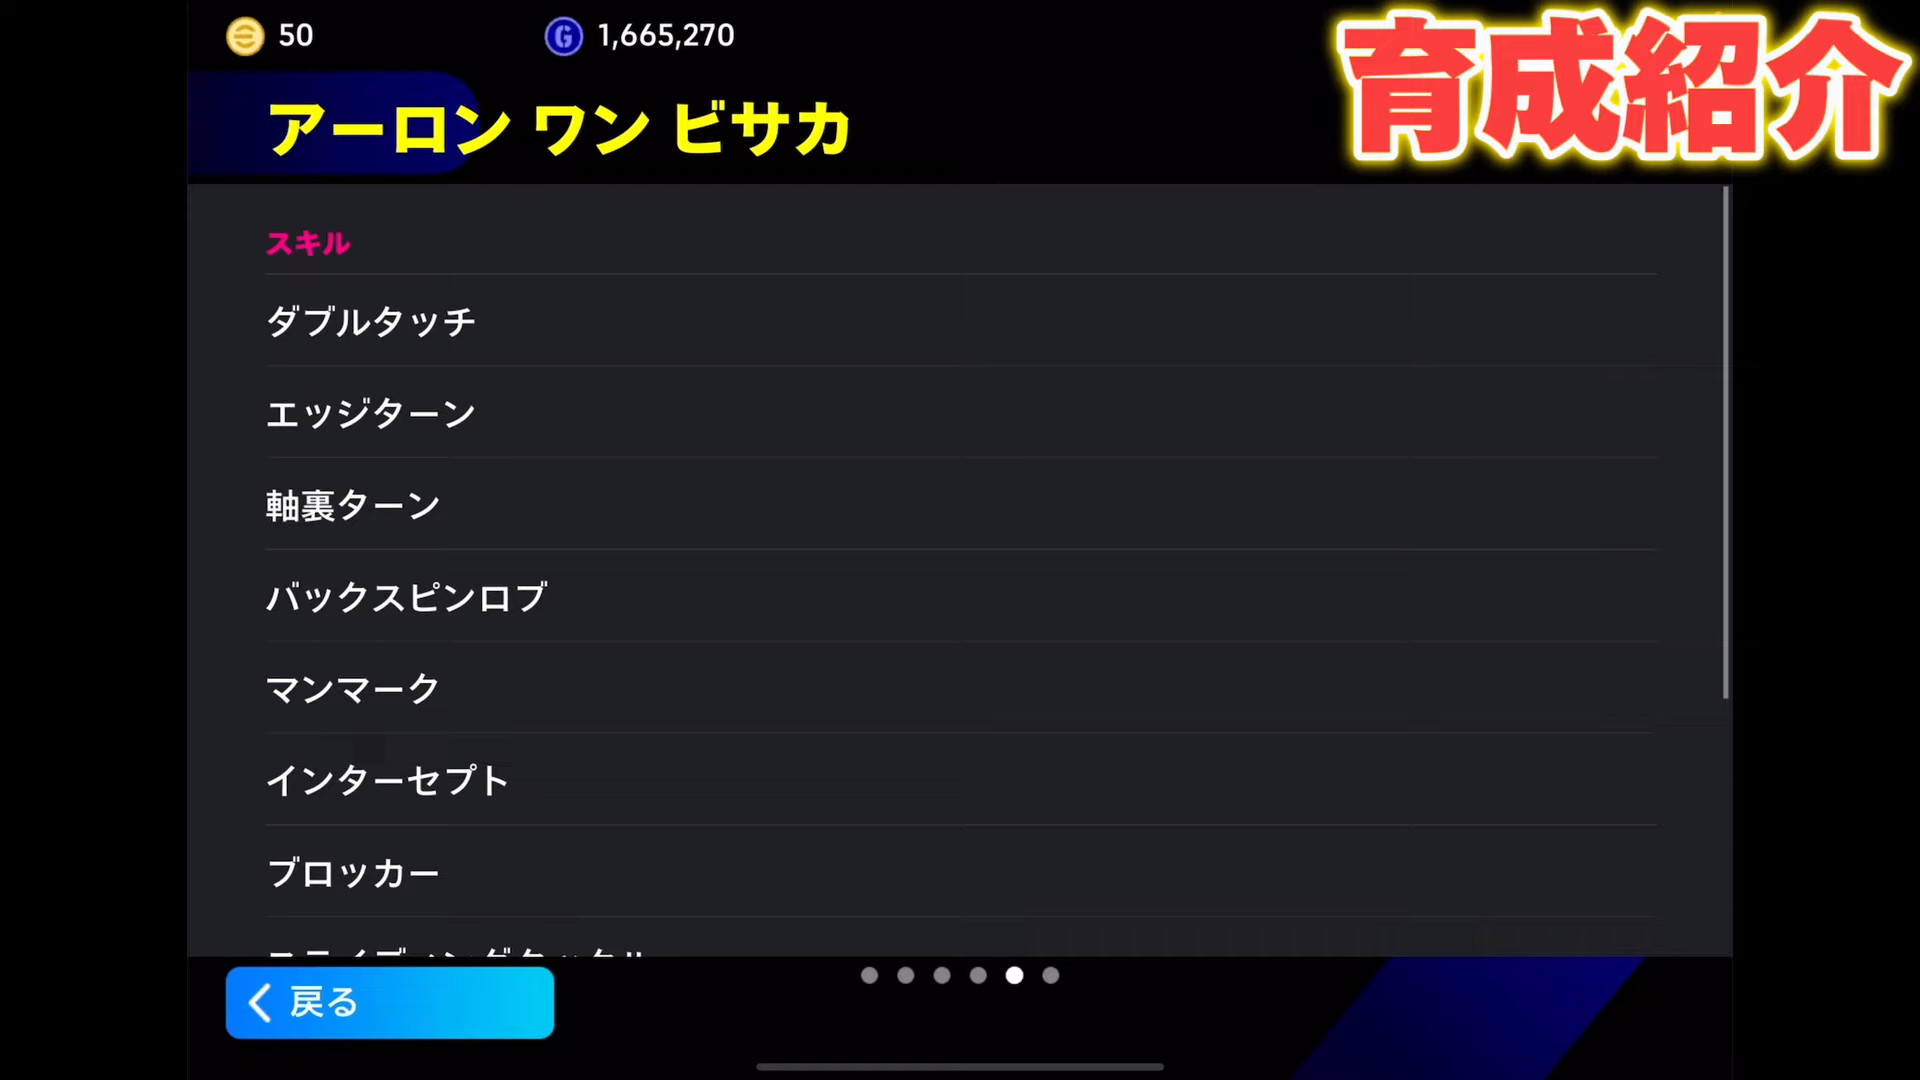 50
1,665,270
育成紹介
アーロン ワン ビサカ
スキル
ダブルタッチ
エッジターン
軸裏ターン
バックスピンロブ
マンマーク
インターセプト
ブロッカー
戻る